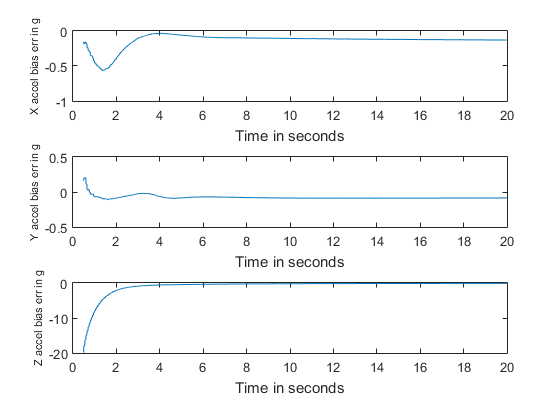 X accel bias err in g
0
-0.5
-1
0 2 4 6 8 10 12 14 16 18 20
Time in seconds
Y accel bias err in g
0.5
0
-0.5
0 2 4 6 8 10 12 14 16 18 20
Time in seconds
Z accel bias err in g
0
-10
-20
0 2 4 6 8 10 12 14 16 18 20
Time in seconds